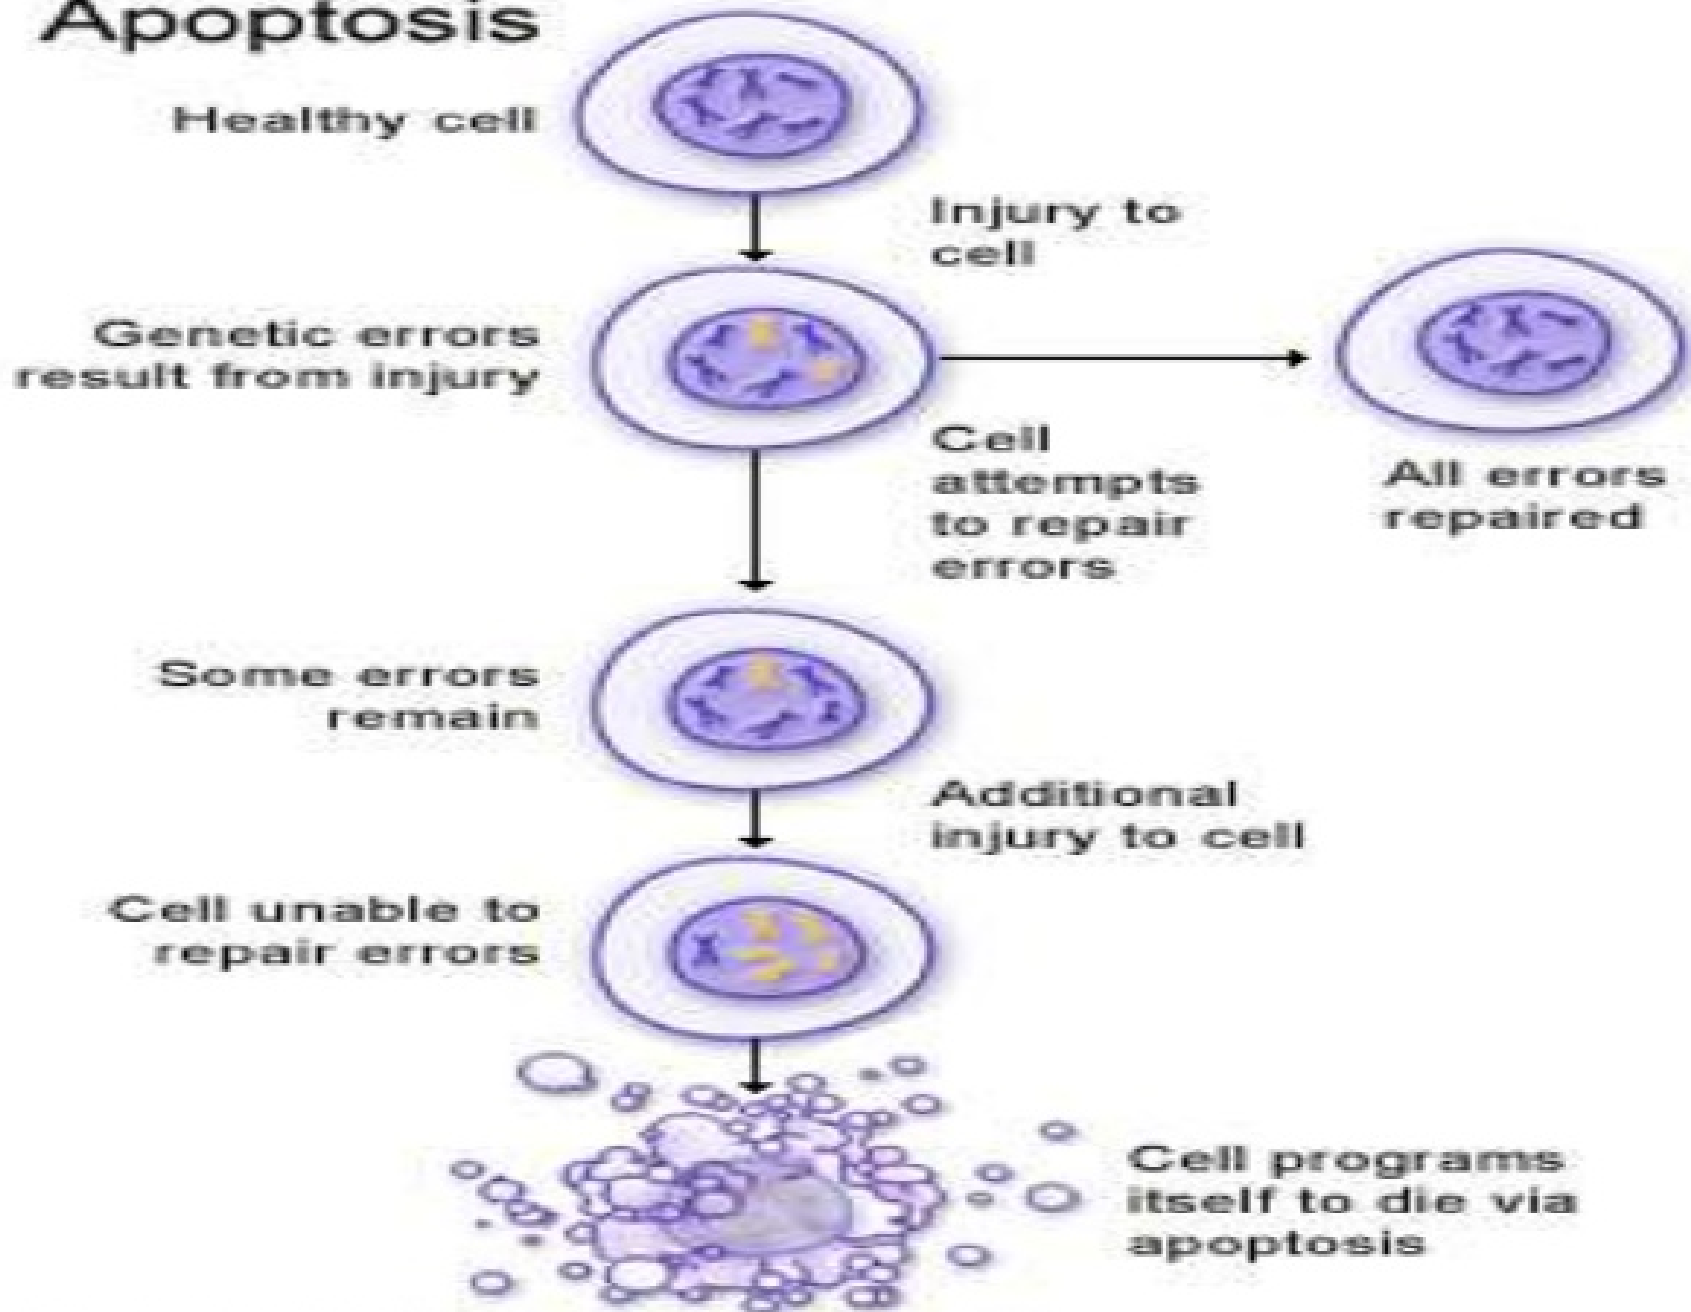 Apoptosis
Healthy cell
Injury to
cell
Genetic errors
result from injury
Cell
attempts
to repair
errors
All errors
repaired
Some errors
remain
Additional
injury to cell
Cell unable to
repair errors
Cell programs
itself to die via
apoptosis